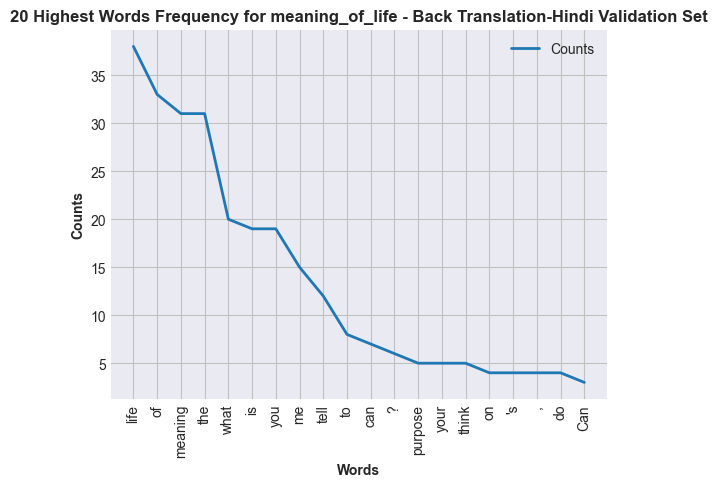 20 Highest Words Frequency for meaning_of_life - Back Translation-Hindi Validation Set
Counts
Counts
35
30
25
20
15
10
5
life
of
meaning
the
what
is
you
me
tell
to
can
?
purpose
your
think
on
's
,
do
Can
Words